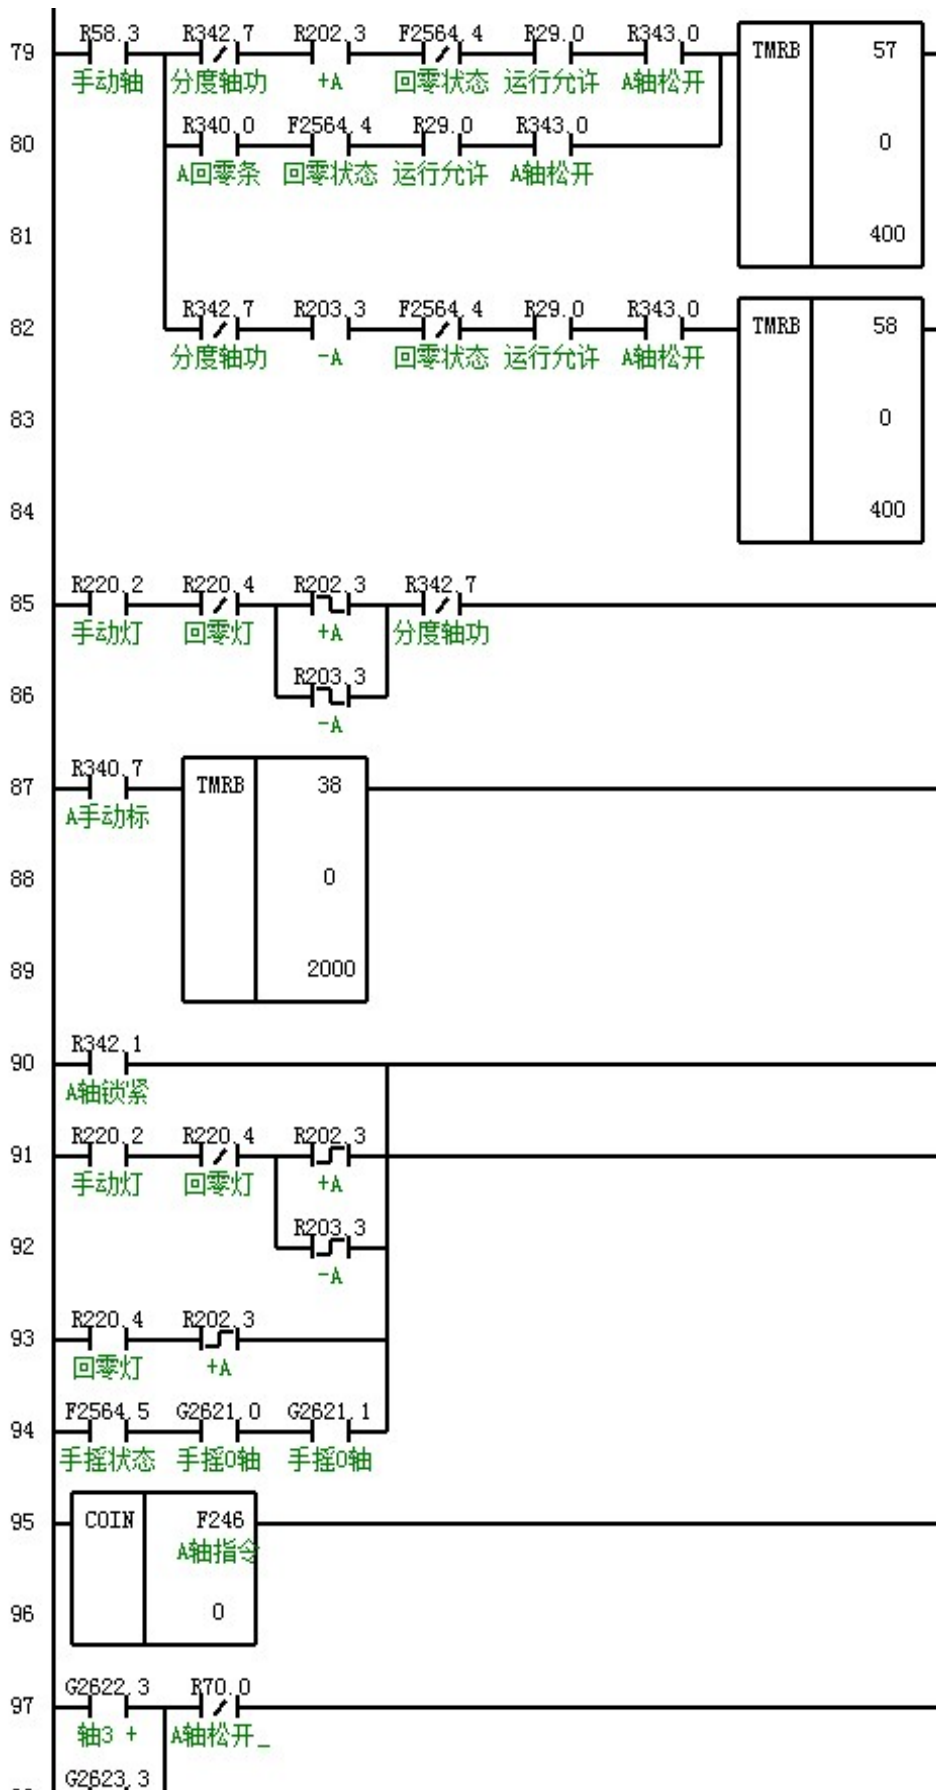 R58.3 R342.7 R202.3 F2564.4 R29.0 R343.0
79 TMRB 57
手动轴 分度轴功 +A 回零状态 运行允许 A轴松开
R340.0 F2564.4 R29.0 R343.0
80 0
A回零条 回零状态 运行允许 A轴松开
81 400
R342.7 R203.3 F2564.4 R29.0 R343.0
82 TMRB 58
分度轴功 -A 回零状态 运行允许 A轴松开
83 0
84 400
R220.2 R220.4 R202.3 R342.7
85
手动灯 回零灯 +A 分度轴功
R203.3
86
-A
R340.7
87 TMRB 38
A手动标
88 0
89 2000
R342.1
90
A轴锁紧
R220.2 R220.4 R202.3
91
手动灯 回零灯 +A
R203.3
92
-A
R220.4 R202.3
93
回零灯 +A
F2564.5 G2621.0 G2621.1
94
手摇状态 手摇0轴 手摇0轴
95 COIN F246
A轴指令
96 0
G2622.3 R70.0
97
轴3 + A轴松开_
G2623.3